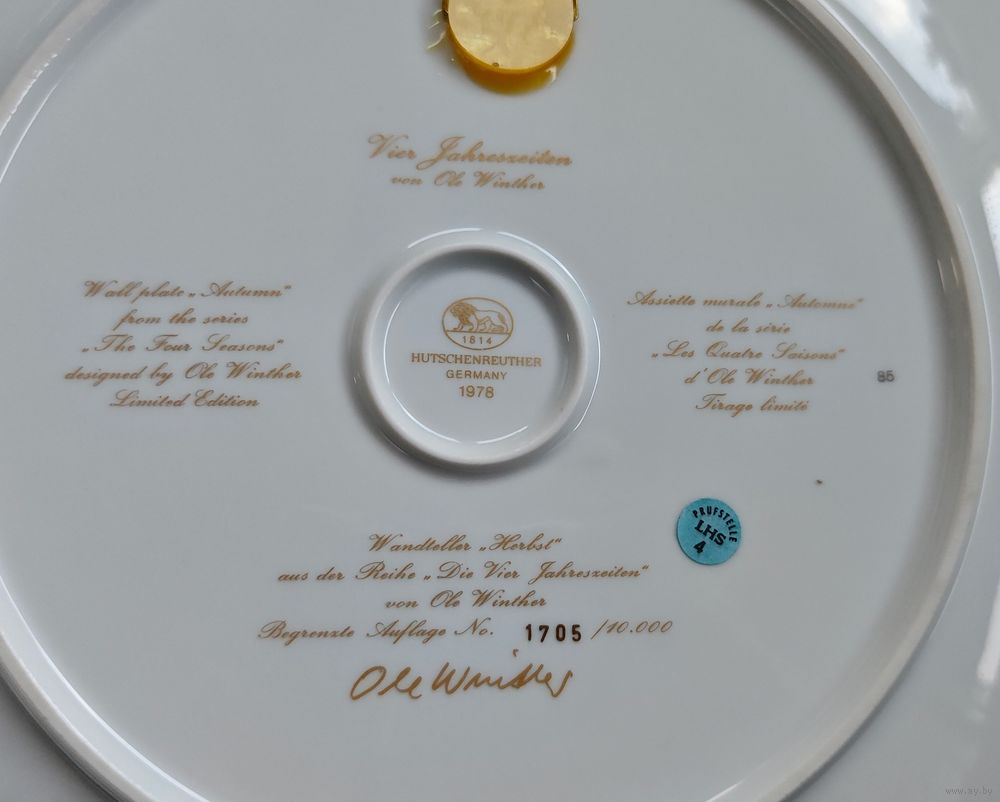 Vier Jahreszeiten
von Ole Winther
Wall plate „Autumn"
from the series
„The Four Seasons"
designed by Ole Winther
Limited Edition
1814
HUTSCHENREUTHER
GERMANY
1978
Assiette murale „Automne"
de la série
„Les Quatre Saisons"
d'Ole Winther
Tirage limité
85
PRÜFSTELLE
LHS
4
Wandteller „Herbst"
aus der Reihe „Die Vier Jahreszeiten"
von Ole Winther
Begrenzte Auflage No. 1705 /10.000
Ole Winther
www.ay.by